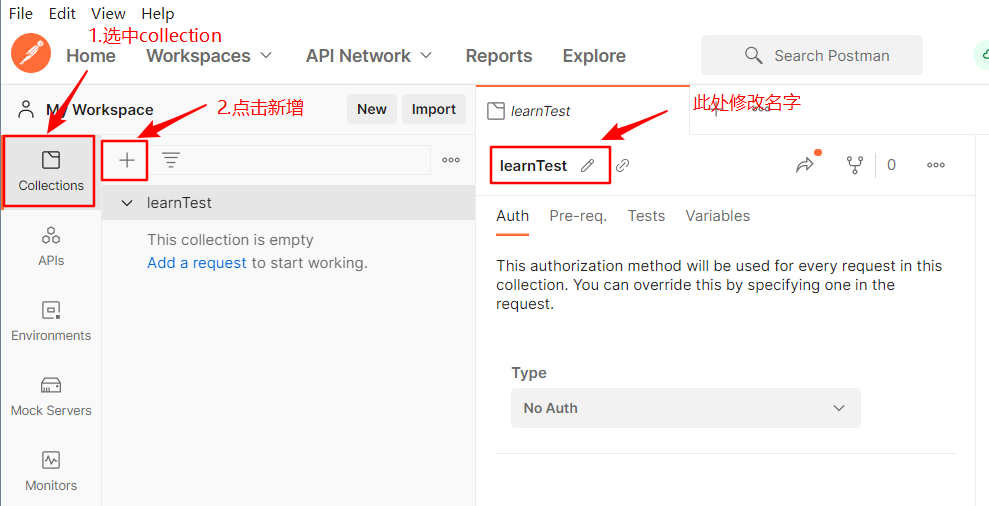 File Edit View Help
1.选中collection
Home Workspaces API Network Reports Explore Search Postman
My Workspace New Import
2.点击新增
learnTest
此处修改名字
Collections
learnTest 0
learnTest
Auth Pre-req. Tests Variables
This collection is empty
Add a request to start working.
APIs
This authorization method will be used for every request in this
collection. You can override this by specifying one in the
request.
Environments
Type
No Auth
Mock Servers
Monitors